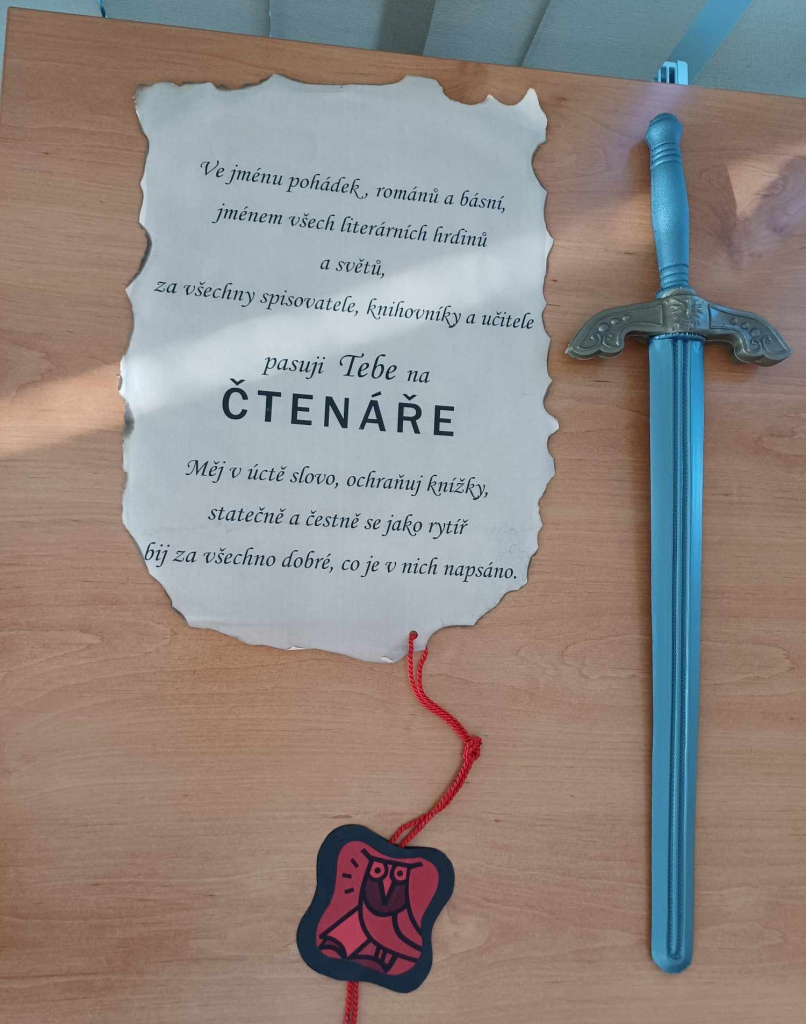 Ve jménu pohádek, románů a básní,
jménem všech literárních hrdinů
a světů,
za všechny spisovatele, knihovníky a učitele
pasuji Tebe na
ČTENÁŘE
Měj v úctě slovo, ochraňuj knížky,
statečně a čestně se jako rytíř
bij za všechno dobré, co je v nich napsáno.